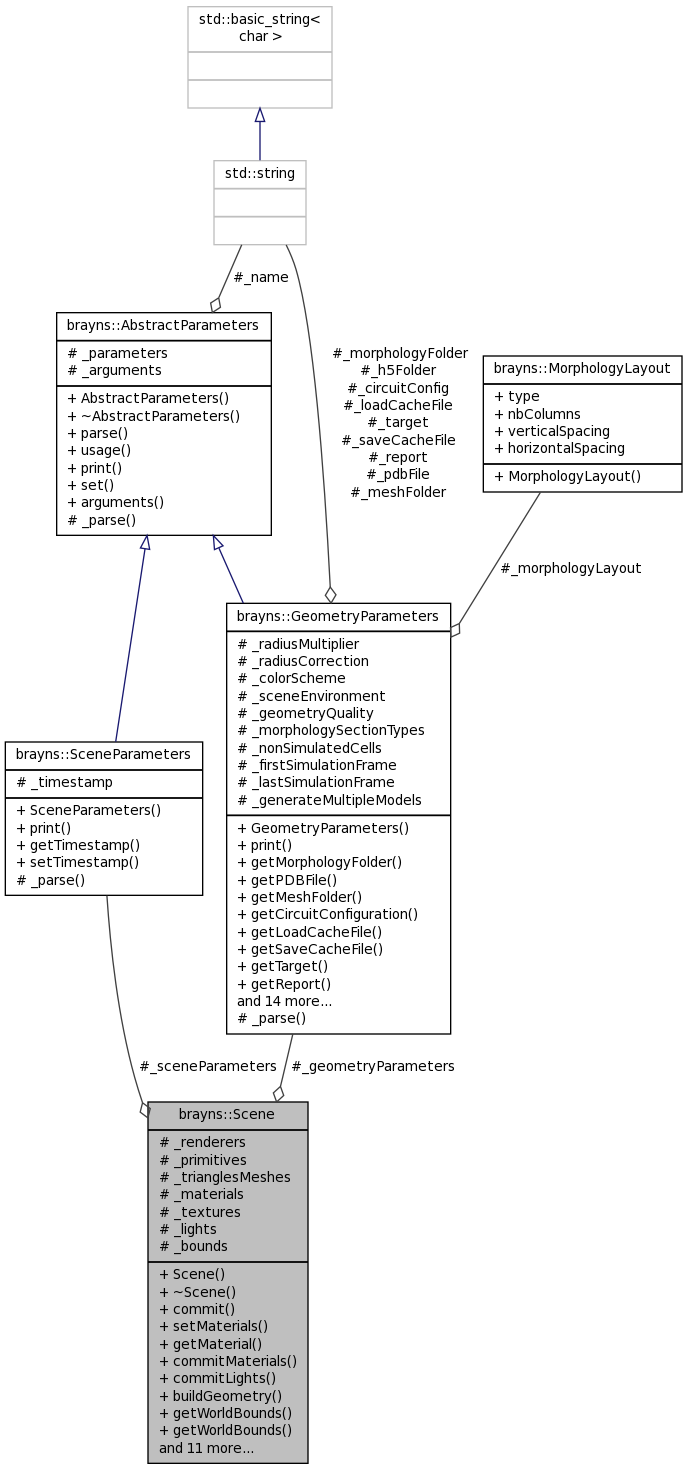 std::basic_string<
char >
std::string
#_name
brayns::AbstractParameters
# _parameters
# _arguments
+ AbstractParameters()
+ ~AbstractParameters()
+ parse()
+ usage()
+ print()
+ set()
+ arguments()
# _parse()
#_morphologyFolder
#_h5Folder
#_circuitConfig
#_loadCacheFile
#_target
#_saveCacheFile
#_report
#_pdbFile
#_meshFolder
brayns::MorphologyLayout
+ type
+ nbColumns
+ verticalSpacing
+ horizontalSpacing
+ MorphologyLayout()
#_morphologyLayout
brayns::GeometryParameters
# _radiusMultiplier
# _radiusCorrection
# _colorScheme
# _sceneEnvironment
# _geometryQuality
# _morphologySectionTypes
# _nonSimulatedCells
# _firstSimulationFrame
# _lastSimulationFrame
# _generateMultipleModels
+ GeometryParameters()
+ print()
+ getMorphologyFolder()
+ getPDBFile()
+ getMeshFolder()
+ getCircuitConfiguration()
+ getLoadCacheFile()
+ getSaveCacheFile()
+ getTarget()
+ getReport()
and 14 more...
# _parse()
brayns::SceneParameters
# _timestamp
+ SceneParameters()
+ print()
+ getTimestamp()
+ setTimestamp()
# _parse()
#_sceneParameters
#_geometryParameters
brayns::Scene
# _renderers
# _primitives
# _trianglesMeshes
# _materials
# _textures
# _lights
# _bounds
+ Scene()
+ ~Scene()
+ commit()
+ setMaterials()
+ getMaterial()
+ commitMaterials()
+ commitLights()
+ buildGeometry()
+ getWorldBounds()
+ getWorldBounds()
and 11 more...